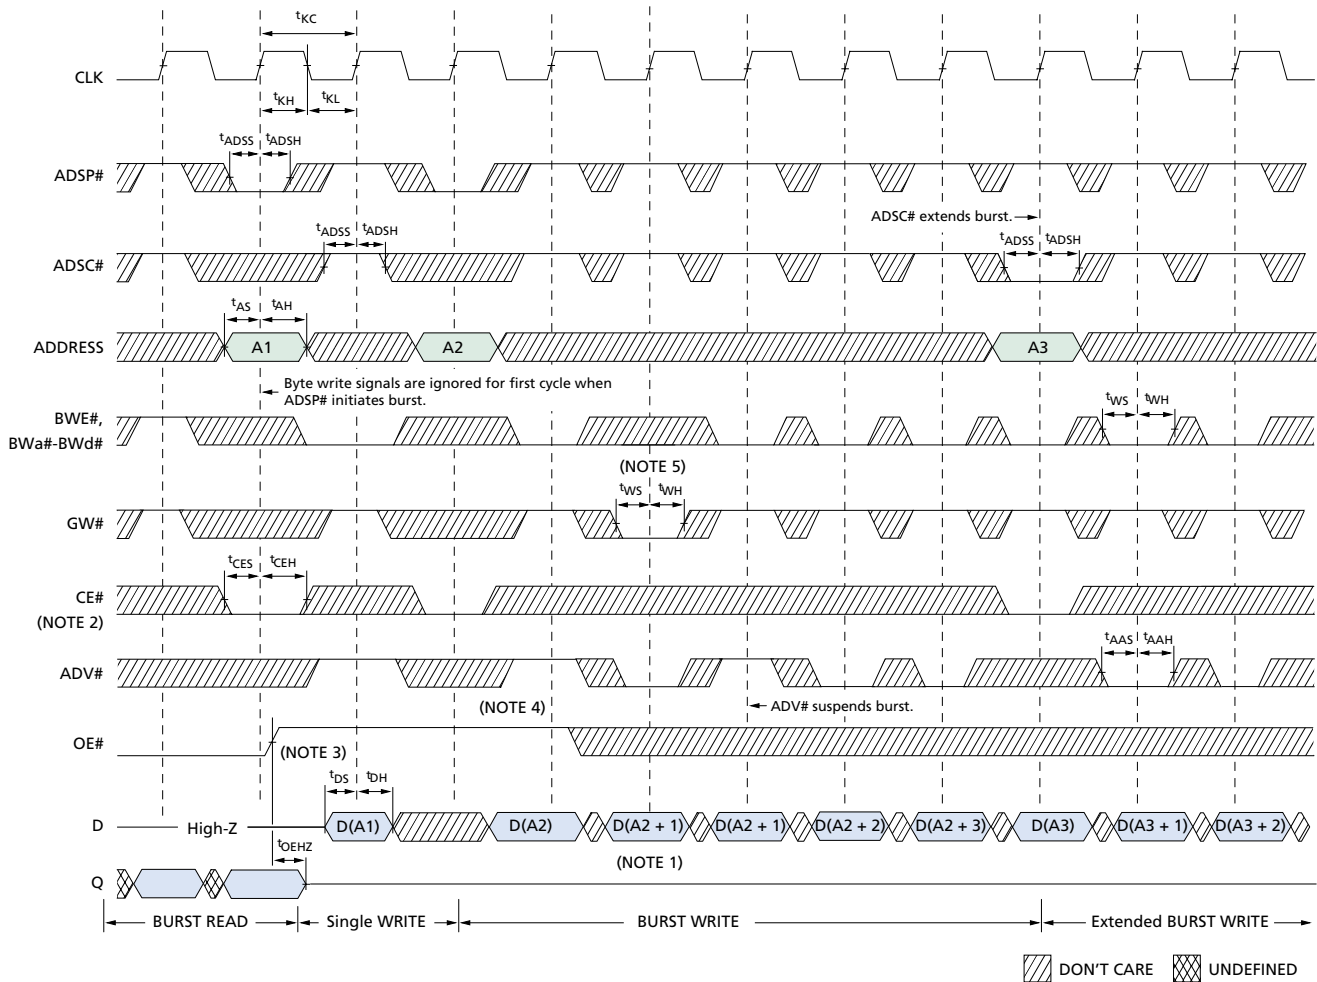 tKC
CLK
tKH
tKL
tADSS
tADSH
ADSP#
ADSC# extends burst.
tADSS
tADSH
tADSS
tADSH
ADSC#
tAS
tAH
ADDRESS
A1
A2
A3
Byte write signals are ignored for first cycle when
ADSP# initiates burst.
BWE#,
BWa#-BWd#
tWS
tWH
(NOTE 5)
tWS
tWH
GW#
tCES
tCEH
CE#
(NOTE 2)
tAAS
tAAH
ADV#
(NOTE 4)
ADV# suspends burst.
OE#
(NOTE 3)
tDS
tDH
D
High-Z
D(A1)
D(A2)
D(A2 + 1)
D(A2 + 1)
D(A2 + 2)
D(A2 + 3)
D(A3)
D(A3 + 1)
D(A3 + 2)
tOEHZ
(NOTE 1)
Q
BURST READ
Single WRITE
BURST WRITE
Extended BURST WRITE
DON'T CARE
UNDEFINED